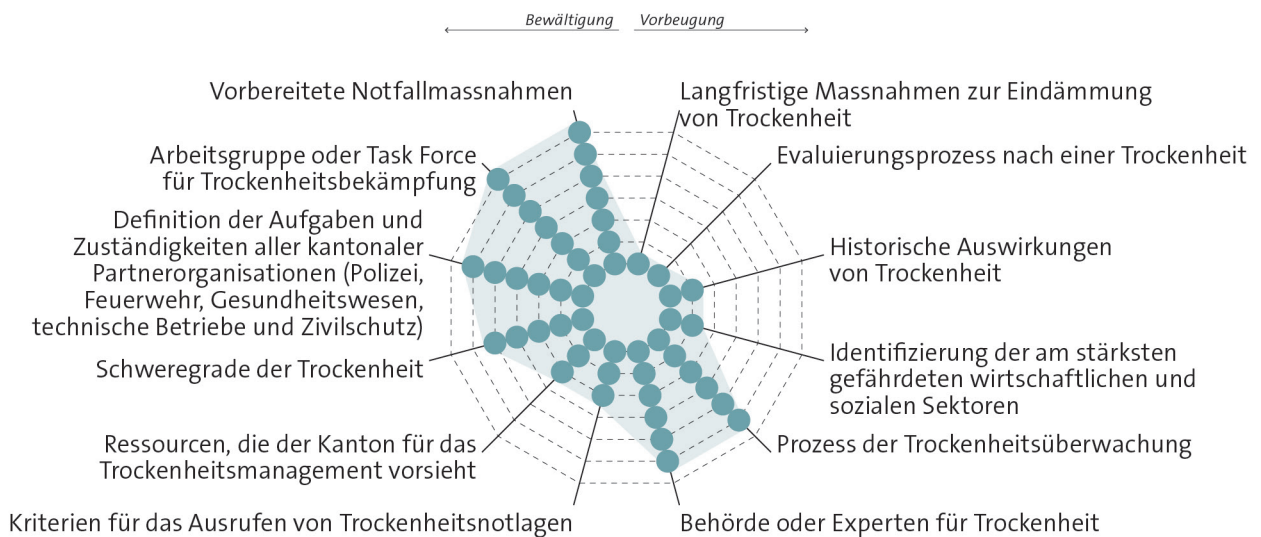 Bewältigung
Vorbeugung
Vorbereitete Notfallmassnahmen
Arbeitsgruppe oder Task Force
für Trockenheitsbekämpfung
Definition der Aufgaben und
Zuständigkeiten aller kantonaler
Partnerorganisationen (Polizei,
Feuerwehr, Gesundheitswesen,
technische Betriebe und Zivilschutz)
Schweregrade der Trockenheit
Ressourcen, die der Kanton für das
Trockenheitsmanagement vorsieht
Kriterien für das Ausrufen von Trockenheitsnotlagen
Langfristige Massnahmen zur Eindämmung
von Trockenheit
Evaluierungsprozess nach einer Trockenheit
Historische Auswirkungen
von Trockenheit
Identifizierung der am stärksten
gefährdeten wirtschaftlichen und
sozialen Sektoren
Prozess der Trockenheitsüberwachung
Behörde oder Experten für Trockenheit